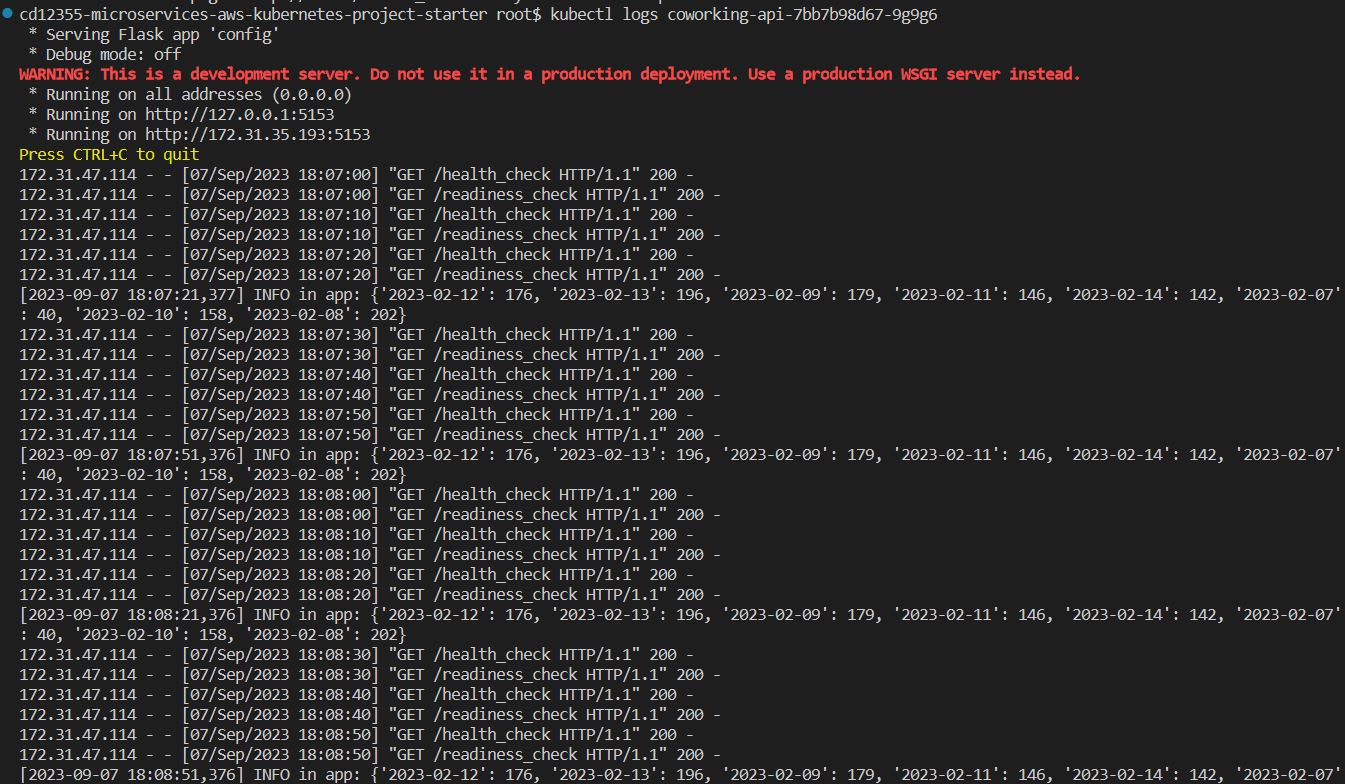 cd12355-microservices-aws-kubernetes-project-starter root$ kubectl logs coworking-api-7bb7b98d67-9g9g6
 * Serving Flask app 'config'
 * Debug mode: off
WARNING: This is a development server. Do not use it in a production deployment. Use a production WSGI server instead.
 * Running on all addresses (0.0.0.0)
 * Running on http://127.0.0.1:5153
 * Running on http://172.31.35.193:5153
Press CTRL+C to quit
172.31.47.114 - - [07/Sep/2023 18:07:00] "GET /health_check HTTP/1.1" 200 -
172.31.47.114 - - [07/Sep/2023 18:07:00] "GET /readiness_check HTTP/1.1" 200 -
172.31.47.114 - - [07/Sep/2023 18:07:10] "GET /health_check HTTP/1.1" 200 -
172.31.47.114 - - [07/Sep/2023 18:07:10] "GET /readiness_check HTTP/1.1" 200 -
172.31.47.114 - - [07/Sep/2023 18:07:20] "GET /health_check HTTP/1.1" 200 -
172.31.47.114 - - [07/Sep/2023 18:07:20] "GET /readiness_check HTTP/1.1" 200 -
[2023-09-07 18:07:21,377] INFO in app: {'2023-02-12': 176, '2023-02-13': 196, '2023-02-09': 179, '2023-02-11': 146, '2023-02-14': 142, '2023-02-07'
: 40, '2023-02-10': 158, '2023-02-08': 202}
172.31.47.114 - - [07/Sep/2023 18:07:30] "GET /health_check HTTP/1.1" 200 -
172.31.47.114 - - [07/Sep/2023 18:07:30] "GET /readiness_check HTTP/1.1" 200 -
172.31.47.114 - - [07/Sep/2023 18:07:40] "GET /health_check HTTP/1.1" 200 -
172.31.47.114 - - [07/Sep/2023 18:07:40] "GET /readiness_check HTTP/1.1" 200 -
172.31.47.114 - - [07/Sep/2023 18:07:50] "GET /health_check HTTP/1.1" 200 -
172.31.47.114 - - [07/Sep/2023 18:07:50] "GET /readiness_check HTTP/1.1" 200 -
[2023-09-07 18:07:51,376] INFO in app: {'2023-02-12': 176, '2023-02-13': 196, '2023-02-09': 179, '2023-02-11': 146, '2023-02-14': 142, '2023-02-07'
: 40, '2023-02-10': 158, '2023-02-08': 202}
172.31.47.114 - - [07/Sep/2023 18:08:00] "GET /health_check HTTP/1.1" 200 -
172.31.47.114 - - [07/Sep/2023 18:08:00] "GET /readiness_check HTTP/1.1" 200 -
172.31.47.114 - - [07/Sep/2023 18:08:10] "GET /health_check HTTP/1.1" 200 -
172.31.47.114 - - [07/Sep/2023 18:08:10] "GET /readiness_check HTTP/1.1" 200 -
172.31.47.114 - - [07/Sep/2023 18:08:20] "GET /health_check HTTP/1.1" 200 -
172.31.47.114 - - [07/Sep/2023 18:08:20] "GET /readiness_check HTTP/1.1" 200 -
[2023-09-07 18:08:21,376] INFO in app: {'2023-02-12': 176, '2023-02-13': 196, '2023-02-09': 179, '2023-02-11': 146, '2023-02-14': 142, '2023-02-07'
: 40, '2023-02-10': 158, '2023-02-08': 202}
172.31.47.114 - - [07/Sep/2023 18:08:30] "GET /health_check HTTP/1.1" 200 -
172.31.47.114 - - [07/Sep/2023 18:08:30] "GET /readiness_check HTTP/1.1" 200 -
172.31.47.114 - - [07/Sep/2023 18:08:40] "GET /health_check HTTP/1.1" 200 -
172.31.47.114 - - [07/Sep/2023 18:08:40] "GET /readiness_check HTTP/1.1" 200 -
172.31.47.114 - - [07/Sep/2023 18:08:50] "GET /health_check HTTP/1.1" 200 -
172.31.47.114 - - [07/Sep/2023 18:08:50] "GET /readiness_check HTTP/1.1" 200 -
[2023-09-07 18:08:51,376] INFO in app: {'2023-02-12': 176, '2023-02-13': 196, '2023-02-09': 179, '2023-02-11': 146, '2023-02-14': 142, '2023-02-07'